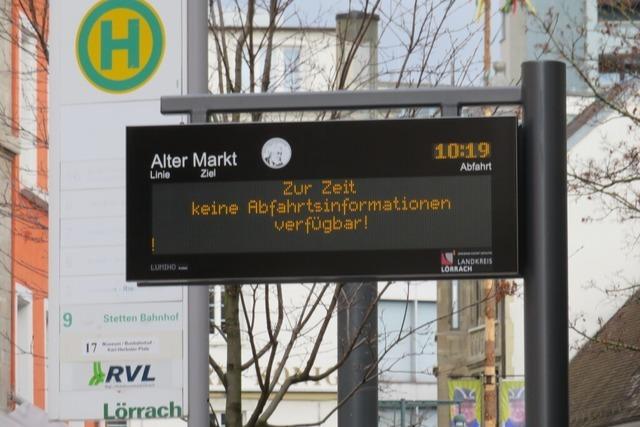 H
Alter Markt
10:19
Linie Ziel
Abfahrt
Zur Zeit
keine Abfahrtsinformationen
verfügbar!
!
LUMINO
LANDKREIS
LÖRRACH
9 Stetten Bahnhof
17
RVL
Lörrach